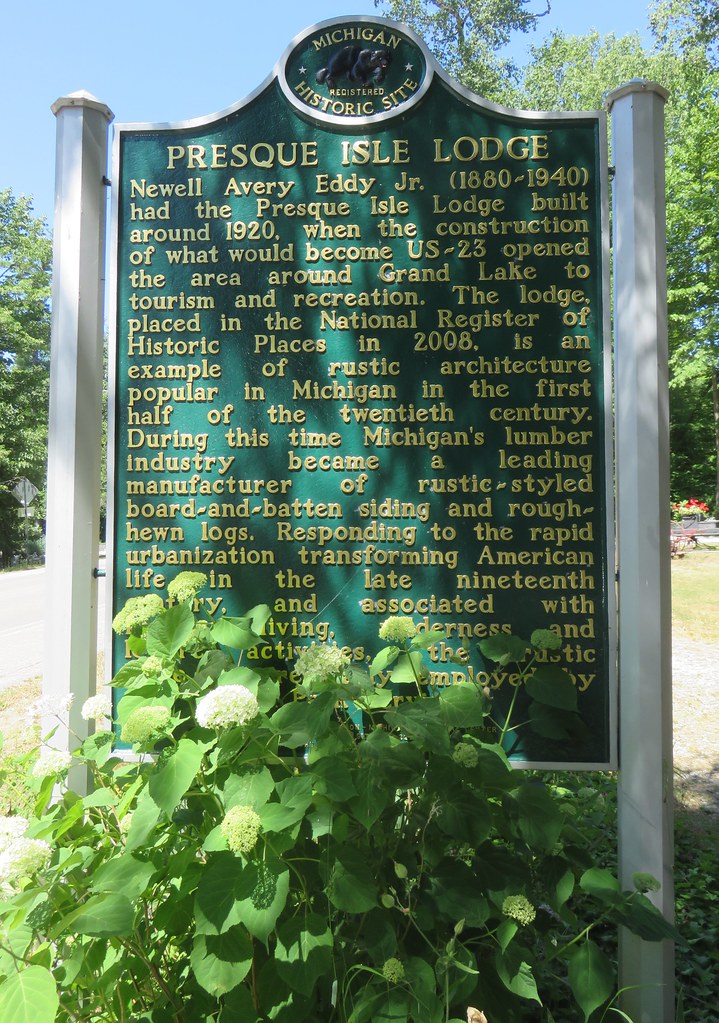 MICHIGAN
REGISTERED
HISTORIC SITE
PRESQUE ISLE LODGE
Newell Avery Eddy Jr. (1880-1940)
had the Presque Isle Lodge built
around 1920, when the construction
of what would become US-23 opened
the area around Grand Lake to
tourism and recreation. The lodge,
placed in the National Register of
Historic Places in 2008, is an
example of rustic architecture
popular in Michigan in the first
half of the twentieth century.
During this time Michigan's lumber
industry became a leading
manufacturer of rustic-styled
board-and-batten siding and rough-
hewn logs. Responding to the rapid
urbanization transforming American
life in the late nineteenth
and associated with
and
activities, the
employed by